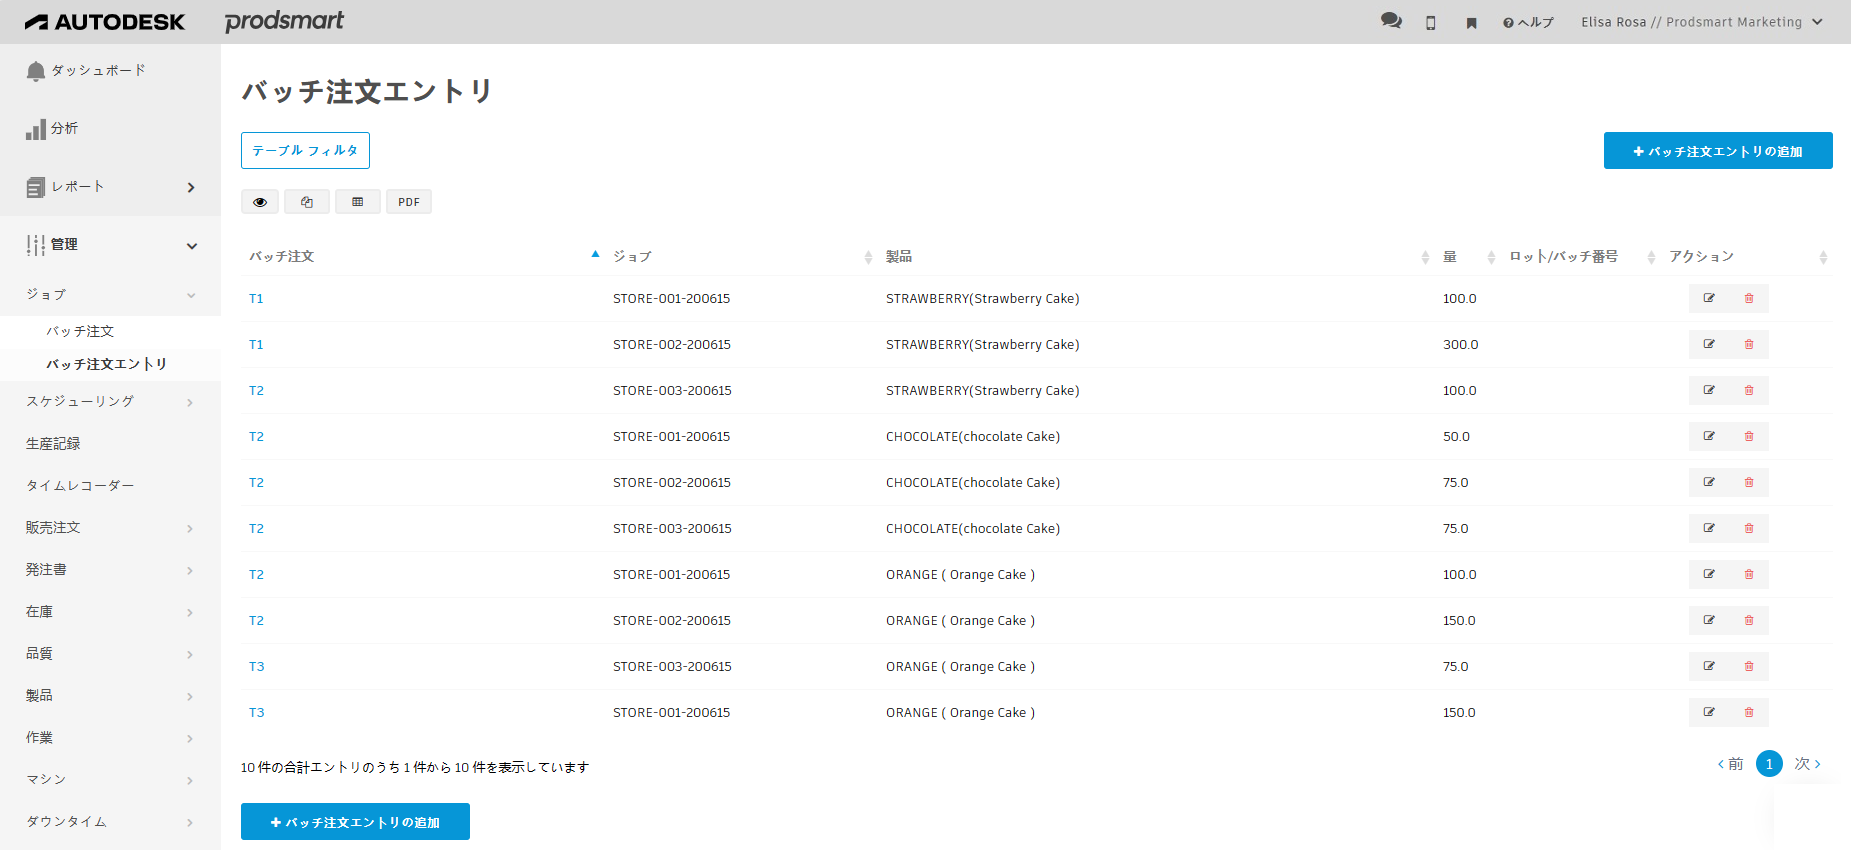 AUTODESK prodsmart ヘルプ Elisa Rosa // Prodsmart Marketing
ダッシュボード
分析
レポート
管理
ジョブ
バッチ注文
バッチ注文エントリ
スケジューリング
生産記録
タイムレコーダー
販売注文
発注書
在庫
品質
製品
作業
マシン
ダウンタイム
バッチ注文エントリ
テーブル フィルタ
+ バッチ注文エントリの追加
PDF
バッチ注文 ジョブ 製品 量 ロット/バッチ番号 アクション
T1 STORE-001-200615 STRAWBERRY(Strawberry Cake) 100.0
T1 STORE-002-200615 STRAWBERRY(Strawberry Cake) 300.0
T2 STORE-003-200615 STRAWBERRY(Strawberry Cake) 100.0
T2 STORE-001-200615 CHOCOLATE(chocolate Cake) 50.0
T2 STORE-002-200615 CHOCOLATE(chocolate Cake) 75.0
T2 STORE-003-200615 CHOCOLATE(chocolate Cake) 75.0
T2 STORE-001-200615 ORANGE ( Orange Cake ) 100.0
T2 STORE-002-200615 ORANGE ( Orange Cake ) 150.0
T3 STORE-003-200615 ORANGE ( Orange Cake ) 75.0
T3 STORE-001-200615 ORANGE ( Orange Cake ) 150.0
10 件の合計エントリのうち 1 件から 10 件を表示しています
‹ 前 1 次 ›
+ バッチ注文エントリの追加